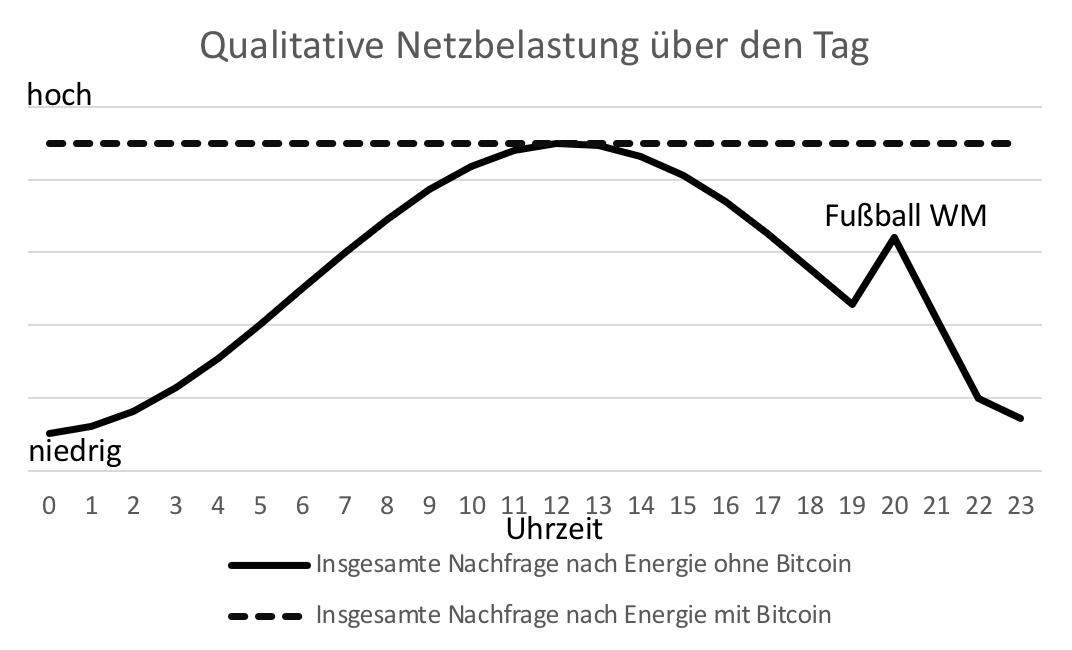 Qualitative Netzbelastung über den Tag
hoch
Fußball WM
niedrig
0 1 2 3 4 5 6 7 8 9 10 11 12 13 14 15 16 17 18 19 20 21 22 23
Uhrzeit
Insgesamte Nachfrage nach Energie ohne Bitcoin
Insgesamte Nachfrage nach Energie mit Bitcoin